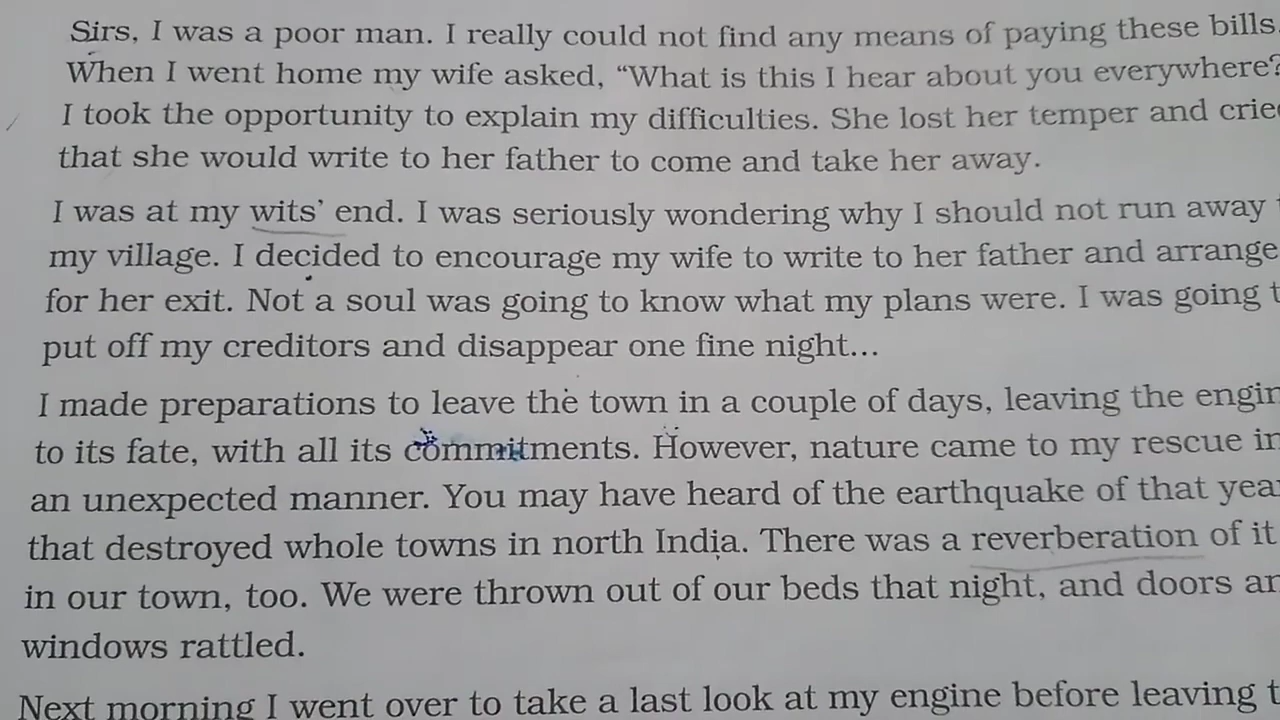 Sirs, I was a poor man. I really could not find any means of paying these bills.
When I went home my wife asked, “What is this I hear about you everywhere?
I took the opportunity to explain my difficulties. She lost her temper and cried
that she would write to her father to come and take her away.
I was at my wits’ end. I was seriously wondering why I should not run away
my village. I decided to encourage my wife to write to her father and arrange
for her exit. Not a soul was going to know what my plans were. I was going
put off my creditors and disappear one fine night...
I made preparations to leave the town in a couple of days, leaving the engin
to its fate, with all its commitments. However, nature came to my rescue in
an unexpected manner. You may have heard of the earthquake of that year
that destroyed whole towns in north India. There was a reverberation of it
in our town, too. We were thrown out of our beds that night, and doors an
windows rattled.
Next morning I went over to take a last look at my engine before leaving